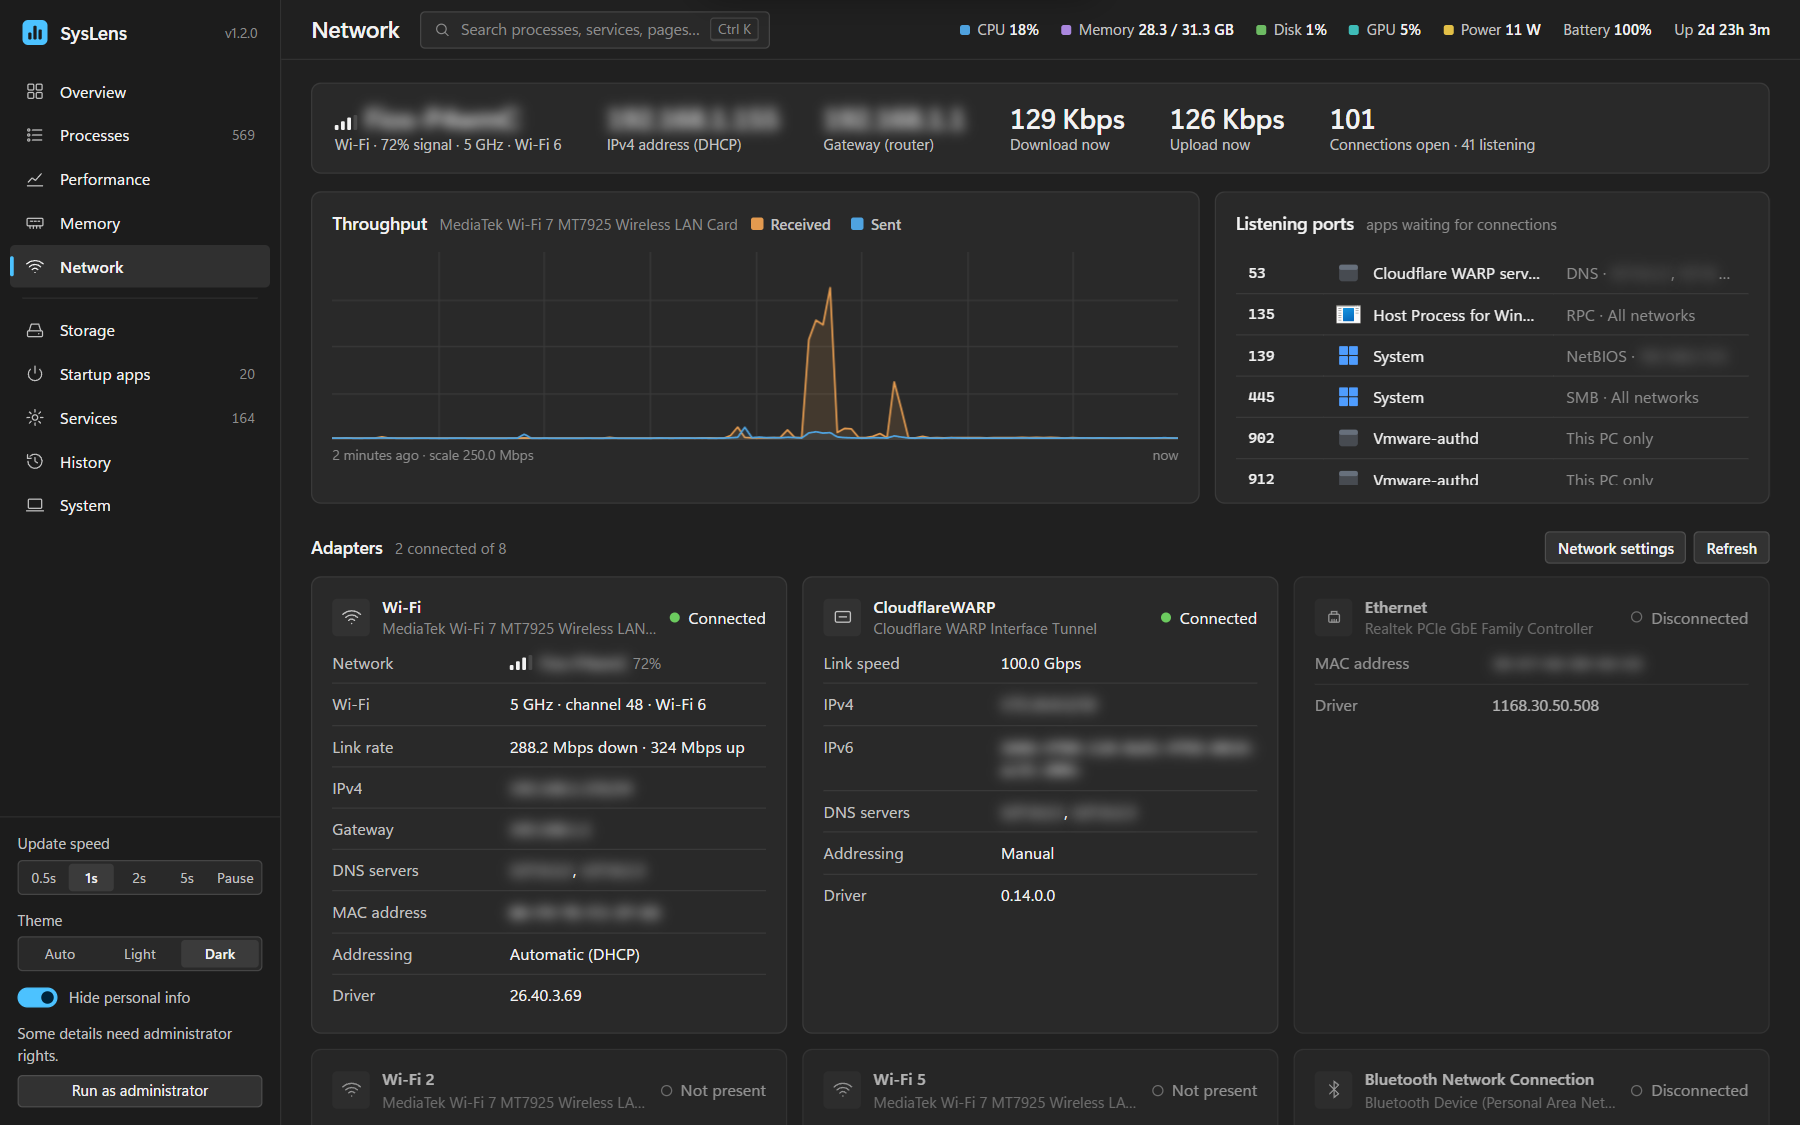 SysLens v1.2.0
Overview
Processes 569
Performance
Memory
Network
Storage
Startup apps 20
Services 164
History
System
Update speed
0.5s 1s 2s 5s Pause
Theme
Auto Light Dark
Hide personal info
Some details need administrator
rights.
Run as administrator
Network Search processes, services, pages... Ctrl K CPU 18% Memory 28.3 / 31.3 GB Disk 1% GPU 5% Power 11 W Battery 100% Up 2d 23h 3m
129 Kbps 126 Kbps 101
Wi-Fi · 72% signal · 5 GHz · Wi-Fi 6 IPv4 address (DHCP) Gateway (router) Download now Upload now Connections open · 41 listening
Throughput MediaTek Wi-Fi 7 MT7925 Wireless LAN Card Received Sent
2 minutes ago · scale 250.0 Mbps now
Listening ports apps waiting for connections
53 Cloudflare WARP serv... DNS · , ...
135 Host Process for Win... RPC · All networks
139 System NetBIOS ·
445 System SMB · All networks
902 Vmware-authd This PC only
912 Vmware-authd This PC only
Adapters 2 connected of 8 Network settings Refresh
Wi-Fi
MediaTek Wi-Fi 7 MT7925 Wireless LAN... Connected
Network 72%
Wi-Fi 5 GHz · channel 48 · Wi-Fi 6
Link rate 288.2 Mbps down · 324 Mbps up
IPv4
Gateway
DNS servers ,
MAC address
Addressing Automatic (DHCP)
Driver 26.40.3.69
CloudflareWARP
Cloudflare WARP Interface Tunnel Connected
Link speed 100.0 Gbps
IPv4
IPv6
DNS servers ,
Addressing Manual
Driver 0.14.0.0
Ethernet
Realtek PCIe GbE Family Controller Disconnected
MAC address
Driver 1168.30.50.508
Wi-Fi 2
MediaTek Wi-Fi 7 MT7925 Wireless LA... Not present
Wi-Fi 5
MediaTek Wi-Fi 7 MT7925 Wireless LA... Not present
Bluetooth Network Connection
Bluetooth Device (Personal Area Net... Disconnected